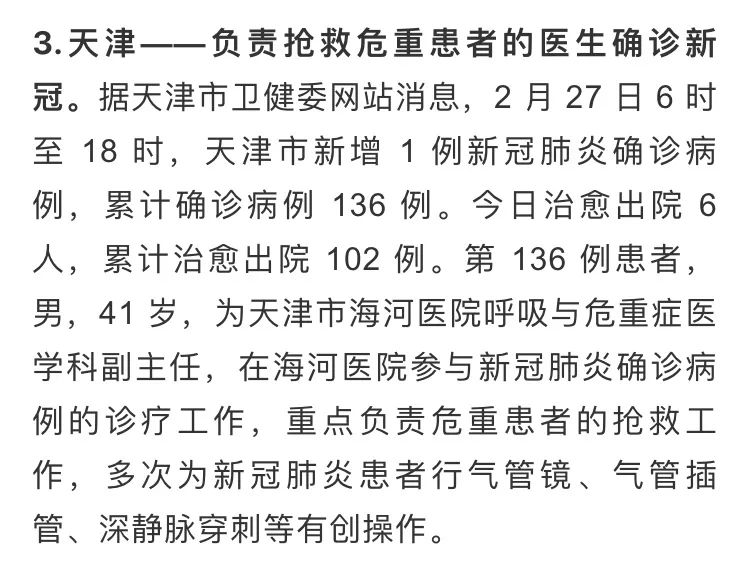 3.天津——负责抢救危重患者的医生确诊新
冠。据天津市卫健委网站消息，2 月 27 日 6 时
至 18 时，天津市新增 1 例新冠肺炎确诊病
例，累计确诊病例 136 例。今日治愈出院 6
人，累计治愈出院 102 例。第 136 例患者，
男，41 岁，为天津市海河医院呼吸与危重症医
学科副主任，在海河医院参与新冠肺炎确诊病
例的诊疗工作，重点负责危重患者的抢救工
作，多次为新冠肺炎患者行气管镜、气管插
管、深静脉穿刺等有创操作。